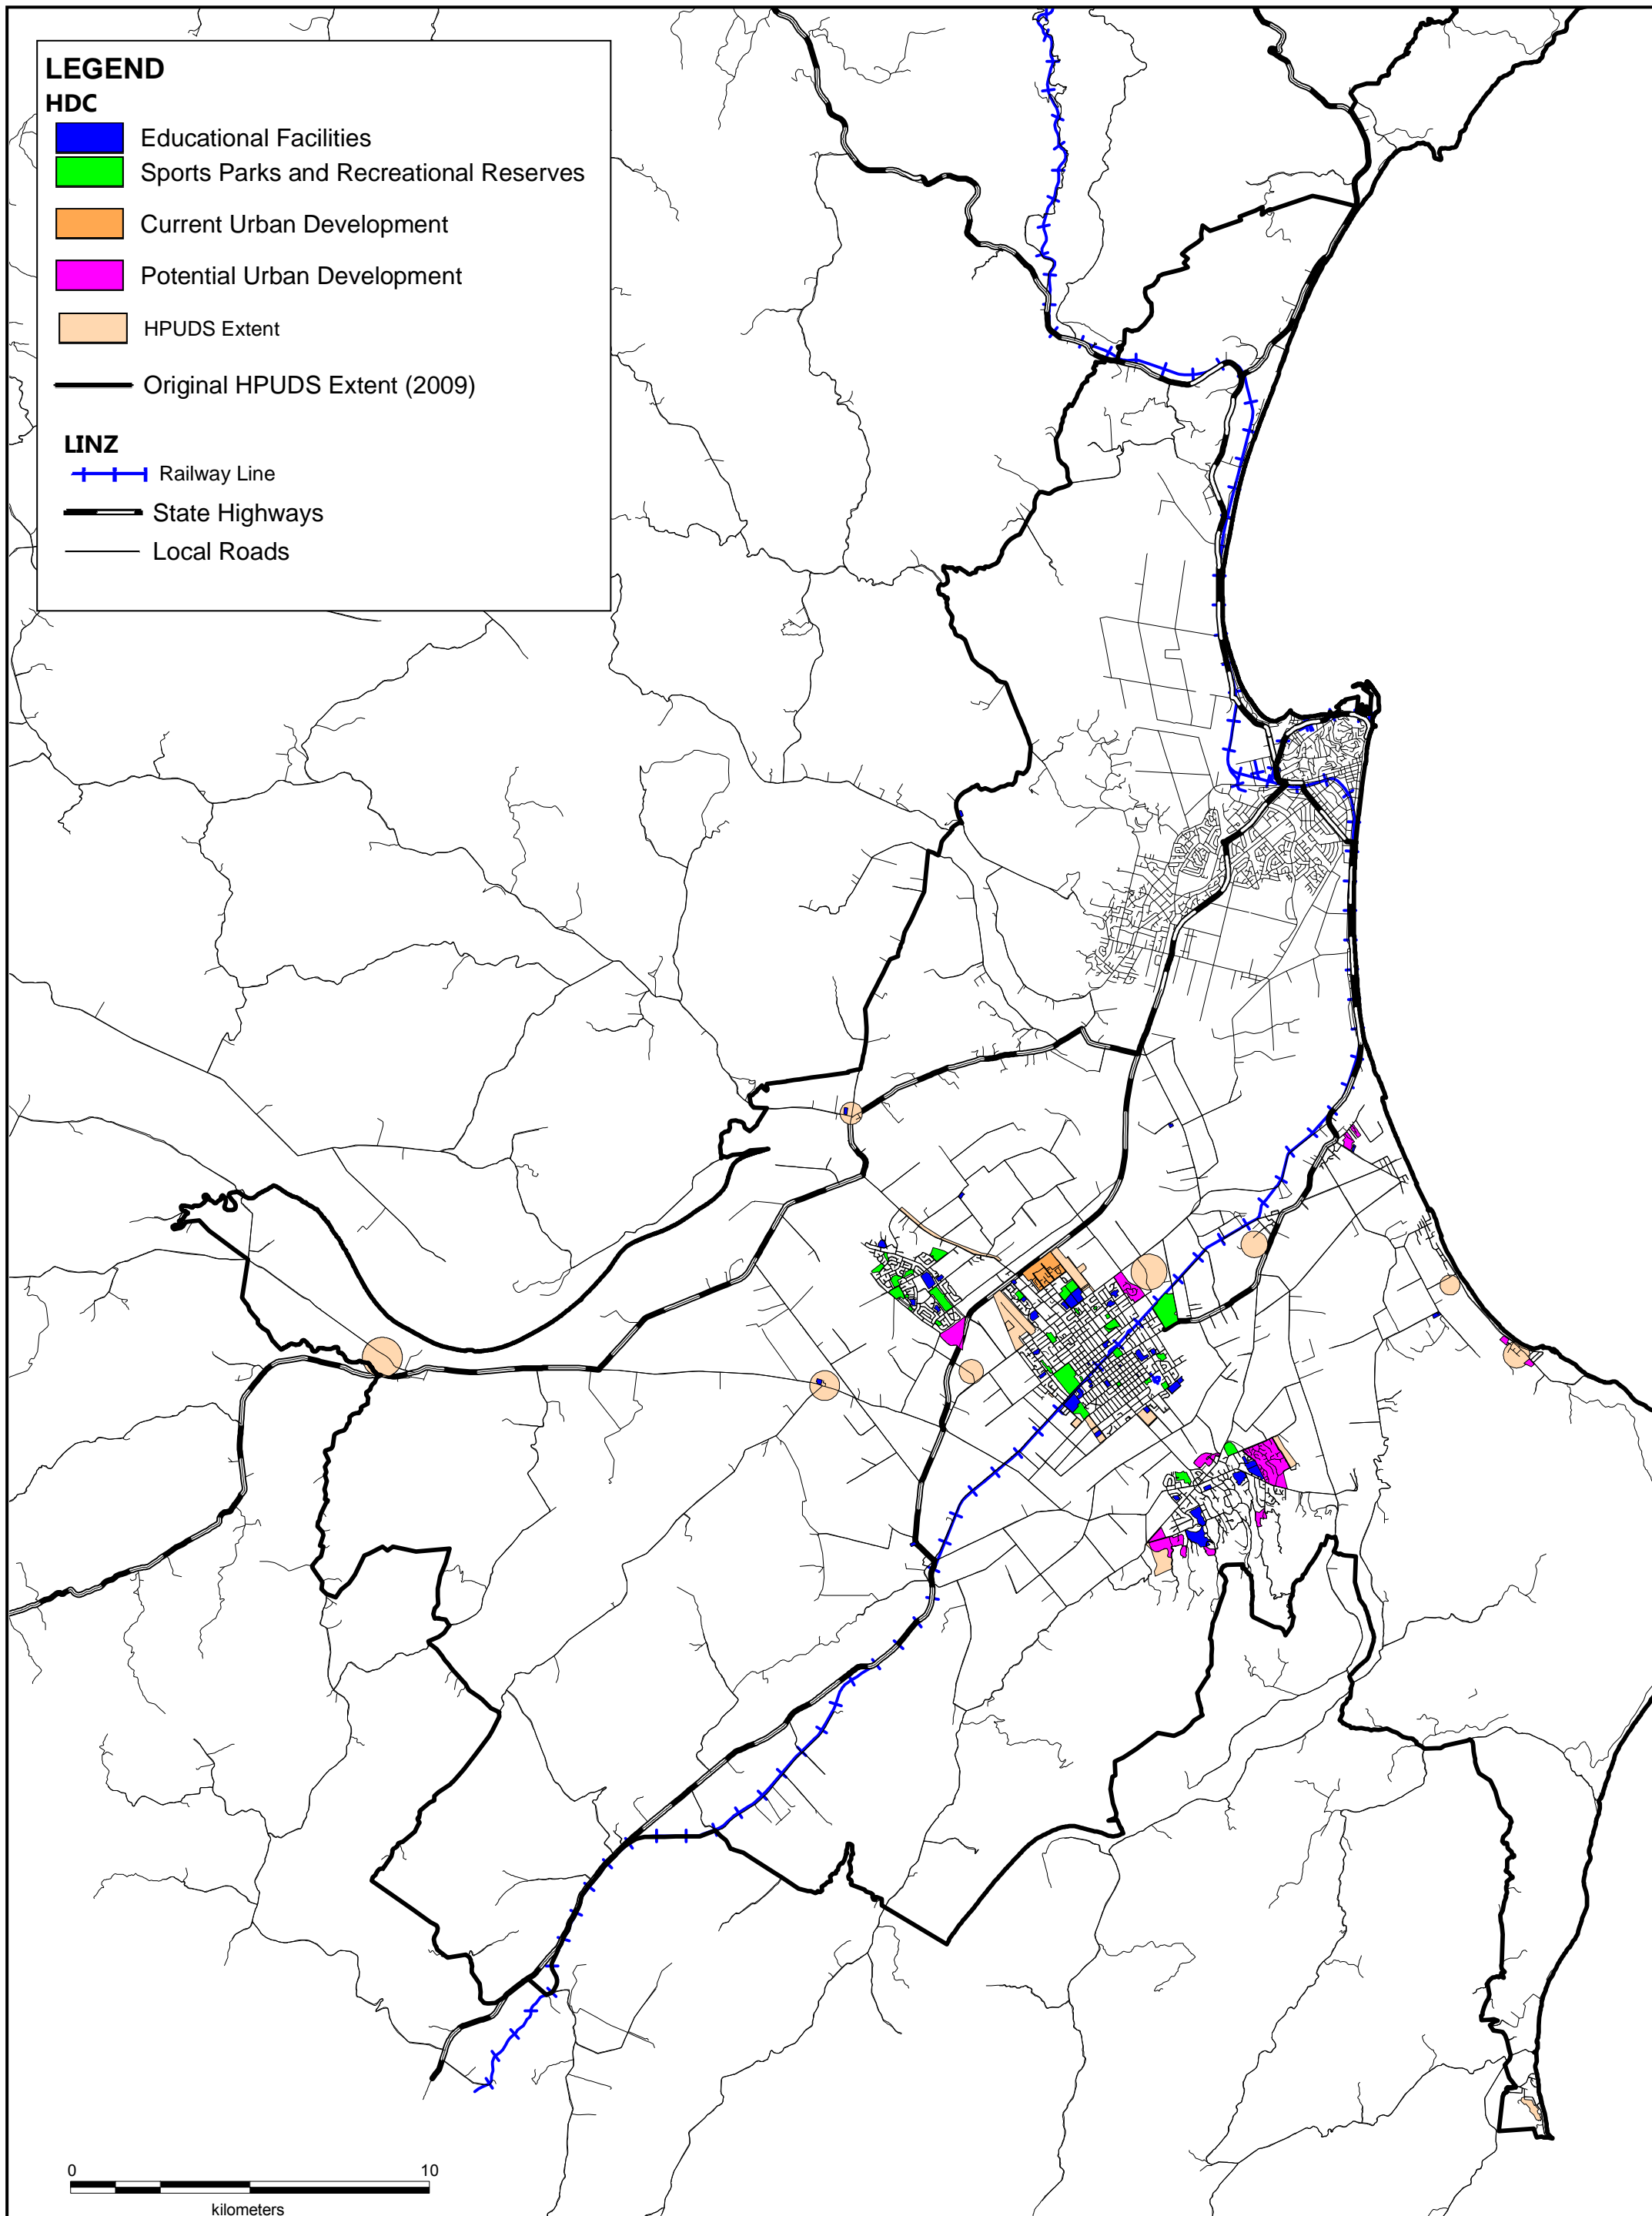 LEGEND
HDC
Educational Facilities
Sports Parks and Recreational Reserves
Current Urban Development
Potential Urban Development
HPUDS Extent
Original HPUDS Extent (2009)
LINZ
Railway Line
State Highways
Local Roads
0 10
kilometers